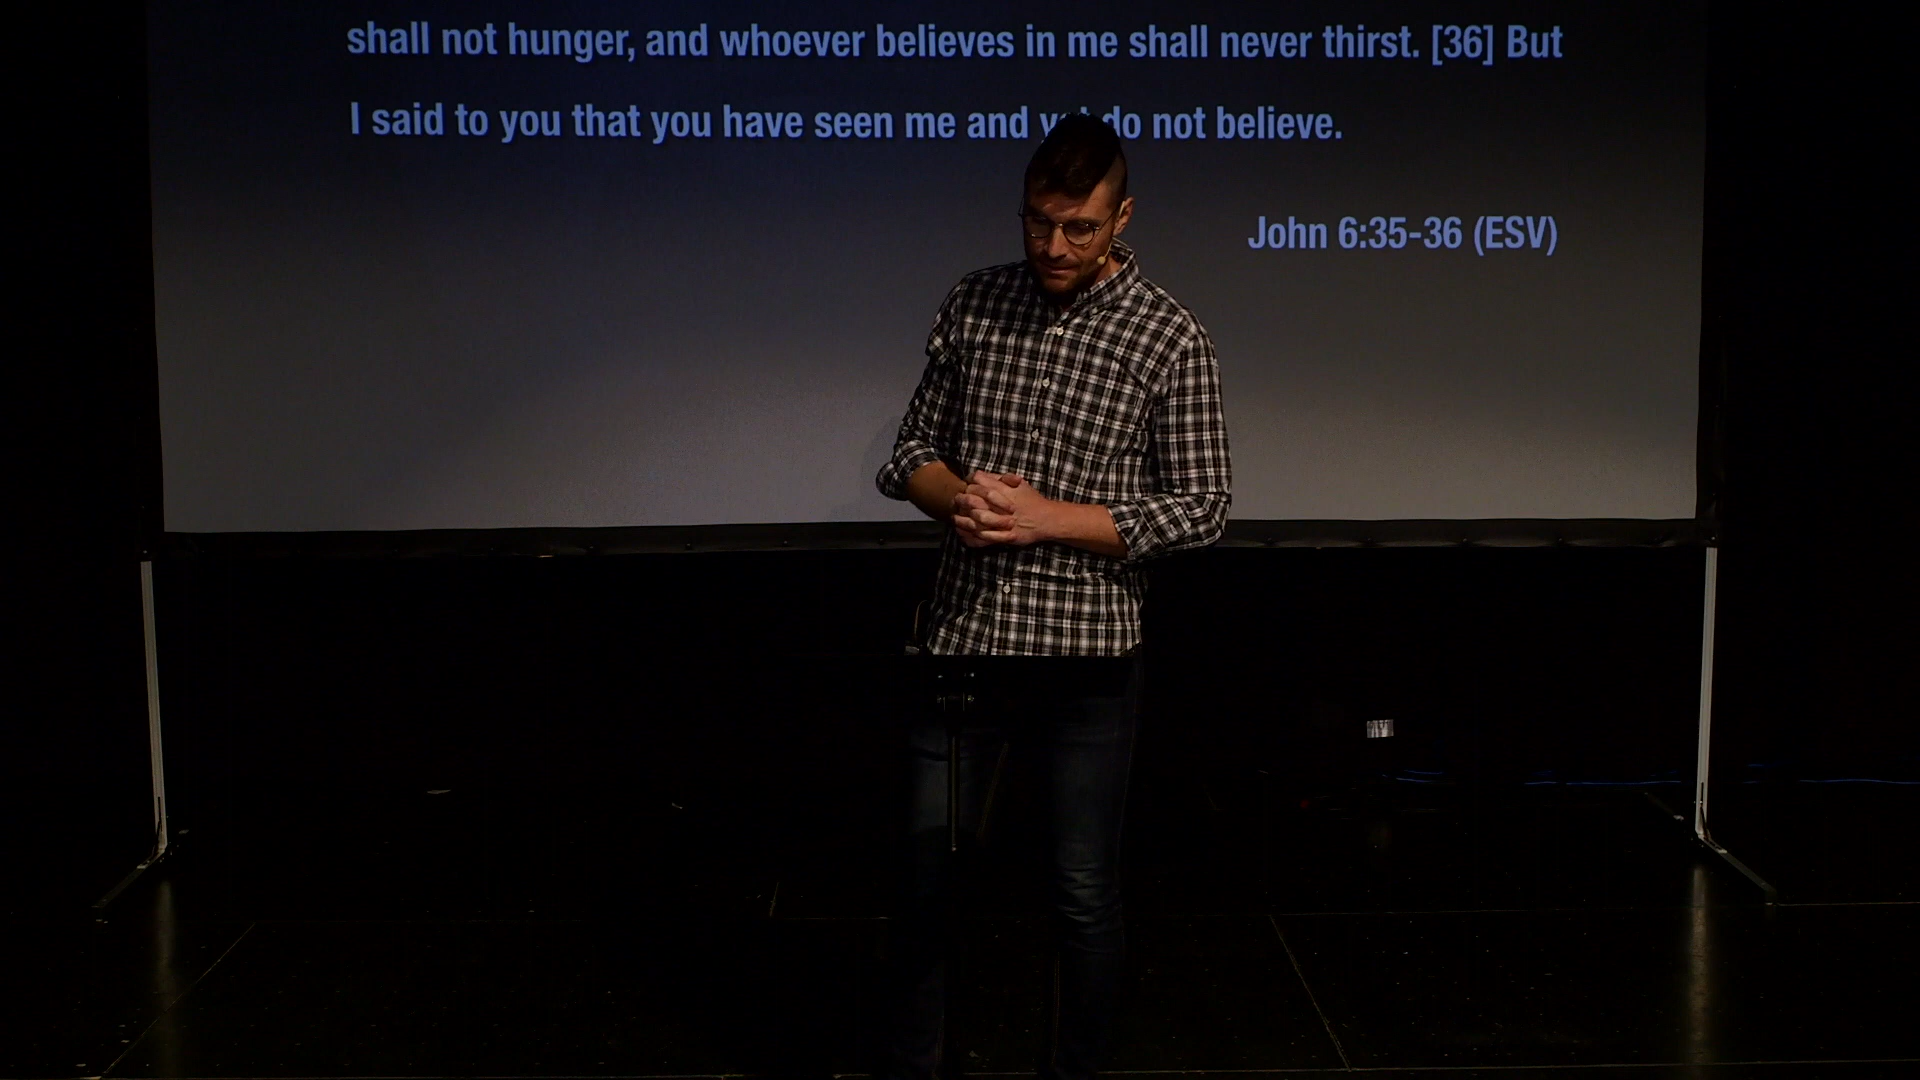 shall not hunger, and whoever believes in me shall never thirst. [36] But
I said to you that you have seen me and yet do not believe.
John 6:35-36 (ESV)